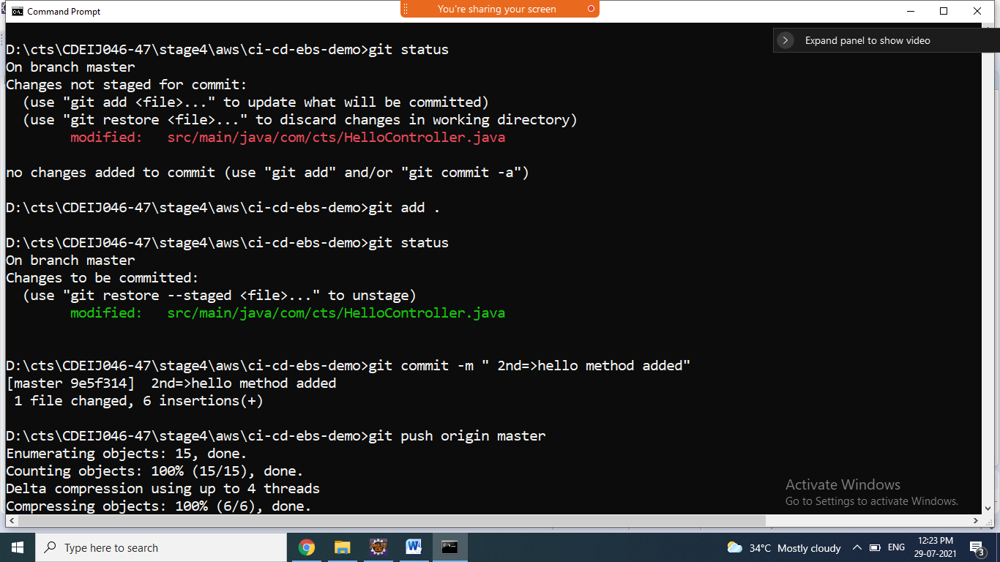 Command Prompt
You're sharing your screen
Expand panel to show video
D:\cts\CDEIJ046-47\stage4\aws\ci-cd-ebs-demo>git status
On branch master
Changes not staged for commit:
  (use "git add <file>..." to update what will be committed)
  (use "git restore <file>..." to discard changes in working directory)
        modified:   src/main/java/com/cts/HelloController.java
no changes added to commit (use "git add" and/or "git commit -a")
D:\cts\CDEIJ046-47\stage4\aws\ci-cd-ebs-demo>git add .
D:\cts\CDEIJ046-47\stage4\aws\ci-cd-ebs-demo>git status
On branch master
Changes to be committed:
  (use "git restore --staged <file>..." to unstage)
        modified:   src/main/java/com/cts/HelloController.java
D:\cts\CDEIJ046-47\stage4\aws\ci-cd-ebs-demo>git commit -m " 2nd=>hello method added"
[master 9e5f314]  2nd=>hello method added
 1 file changed, 6 insertions(+)
D:\cts\CDEIJ046-47\stage4\aws\ci-cd-ebs-demo>git push origin master
Enumerating objects: 15, done.
Counting objects: 100% (15/15), done.
Delta compression using up to 4 threads
Compressing objects: 100% (6/6), done.
Activate Windows
Go to Settings to activate Windows.
Type here to search
34°C Mostly cloudy
ENG
12:23 PM
29-07-2021
3